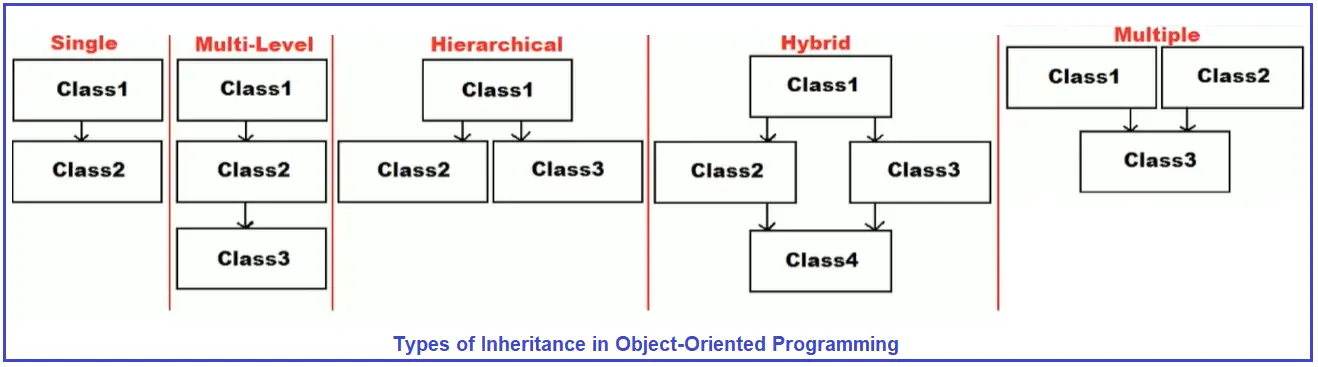 Single
Class1
Class2
Multi-Level
Class1
Class2
Class3
Hierarchical
Class1
Class2
Class3
Hybrid
Class1
Class2
Class3
Class4
Multiple
Class1
Class2
Class3
Types of Inheritance in Object-Oriented Programming